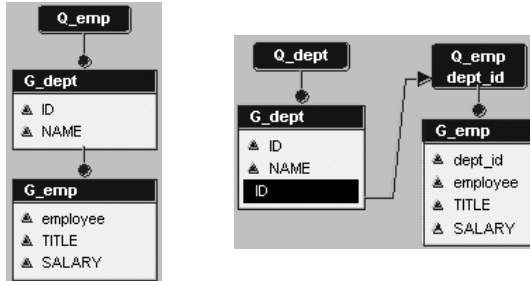 Q_emp
G_dept
ID
NAME
G_emp
employee
TITLE
SALARY
Q_dept
G_dept
ID
NAME
ID
Q_emp
dept_id
G_emp
dept_id
employee
TITLE
SALARY